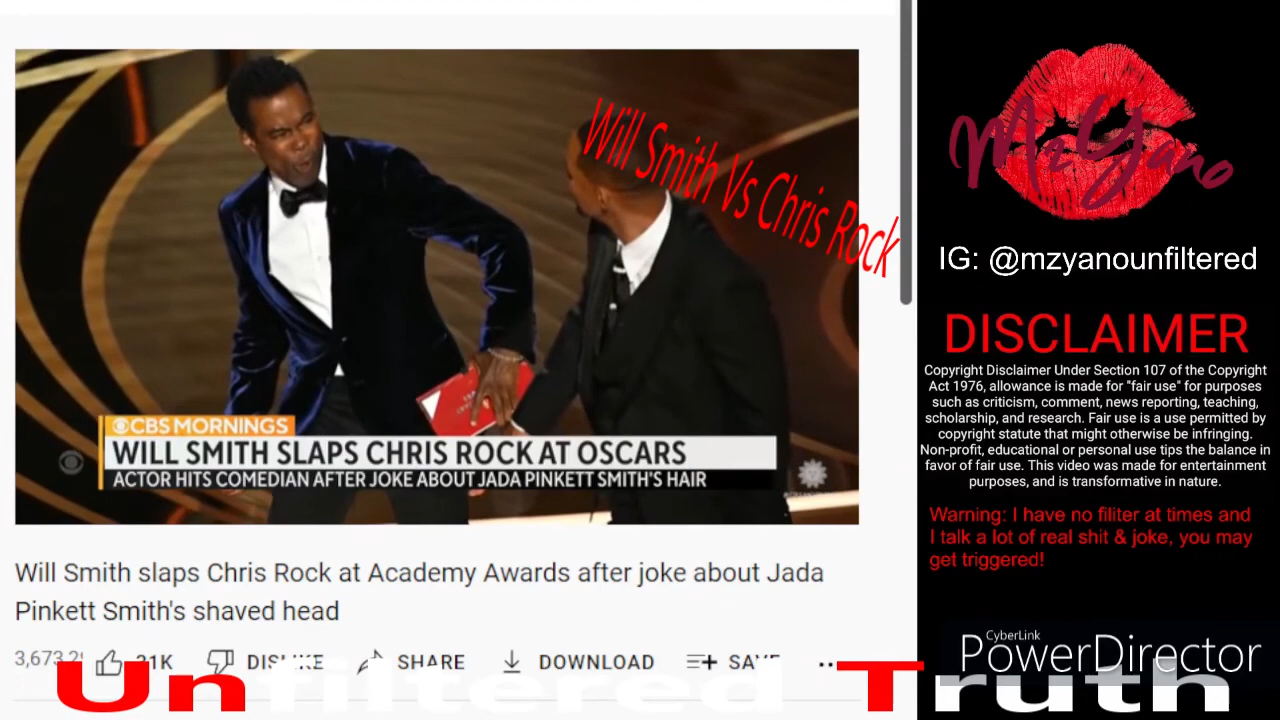 Will Smith Vs Chris Rock
CBS MORNINGS
WILL SMITH SLAPS CHRIS ROCK AT OSCARS
ACTOR HITS COMEDIAN AFTER JOKE ABOUT JADA PINKETT SMITH'S HAIR
Will Smith slaps Chris Rock at Academy Awards after joke about Jada
Pinkett Smith's shaved head
DISLIKE SHARE DOWNLOAD SAVE
Unfiltered Truth
MzYano
IG: @mzyanounfiltered
DISCLAIMER
Copyright Disclaimer Under Section 107 of the Copyright
Act 1976, allowance is made for "fair use" for purposes
such as criticism, comment, news reporting, teaching,
scholarship, and research. Fair use is a use permitted by
copyright statute that might otherwise be infringing.
Non-profit, educational or personal use tips the balance in
favor of fair use. This video was made for entertainment
purposes, and is transformative in nature.
Warning: I have no filiter at times and
I talk a lot of real shit & joke, you may
get triggered!
CyberLink
PowerDirector